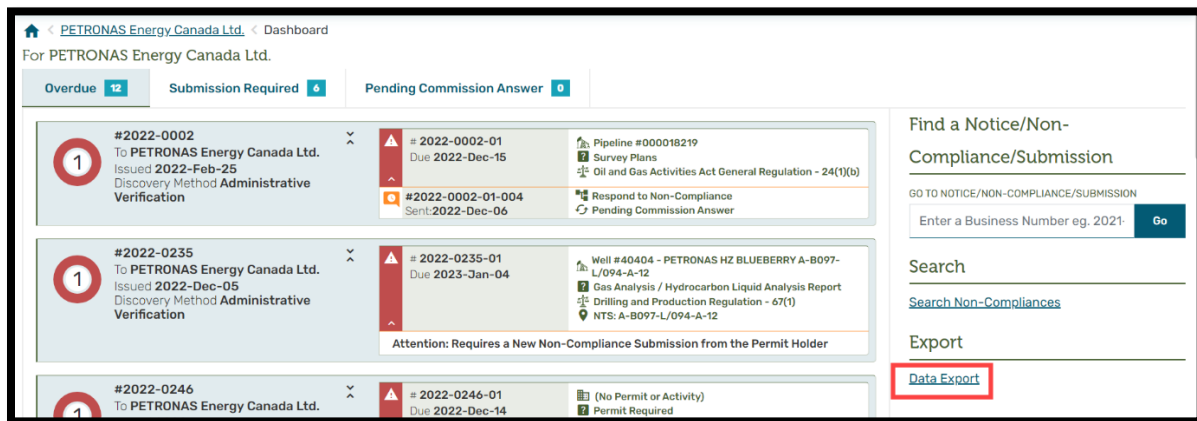 < PETRONAS Energy Canada Ltd. < Dashboard
For PETRONAS Energy Canada Ltd.
Overdue 12
Submission Required 6
Pending Commission Answer 0
1
#2022-0002
To PETRONAS Energy Canada Ltd.
Issued 2022-Feb-25
Discovery Method Administrative
Verification
# 2022-0002-01
Due 2022-Dec-15
Pipeline #000018219
Survey Plans
Oil and Gas Activities Act General Regulation - 24(1)(b)
#2022-0002-01-004
Sent:2022-Dec-06
Respond to Non-Compliance
Pending Commission Answer
1
#2022-0235
To PETRONAS Energy Canada Ltd.
Issued 2022-Dec-05
Discovery Method Administrative
Verification
# 2022-0235-01
Due 2023-Jan-04
Well #40404 - PETRONAS HZ BLUEBERRY A-B097-
L/094-A-12
Gas Analysis / Hydrocarbon Liquid Analysis Report
Drilling and Production Regulation - 67(1)
NTS: A-B097-L/094-A-12
Attention: Requires a New Non-Compliance Submission from the Permit Holder
1
#2022-0246
To PETRONAS Energy Canada Ltd.
# 2022-0246-01
Due 2022-Dec-14
(No Permit or Activity)
Permit Required
Find a Notice/Non-
Compliance/Submission
GO TO NOTICE/NON-COMPLIANCE/SUBMISSION
Enter a Business Number eg. 2021-
Go
Search
Search Non-Compliances
Export
Data Export